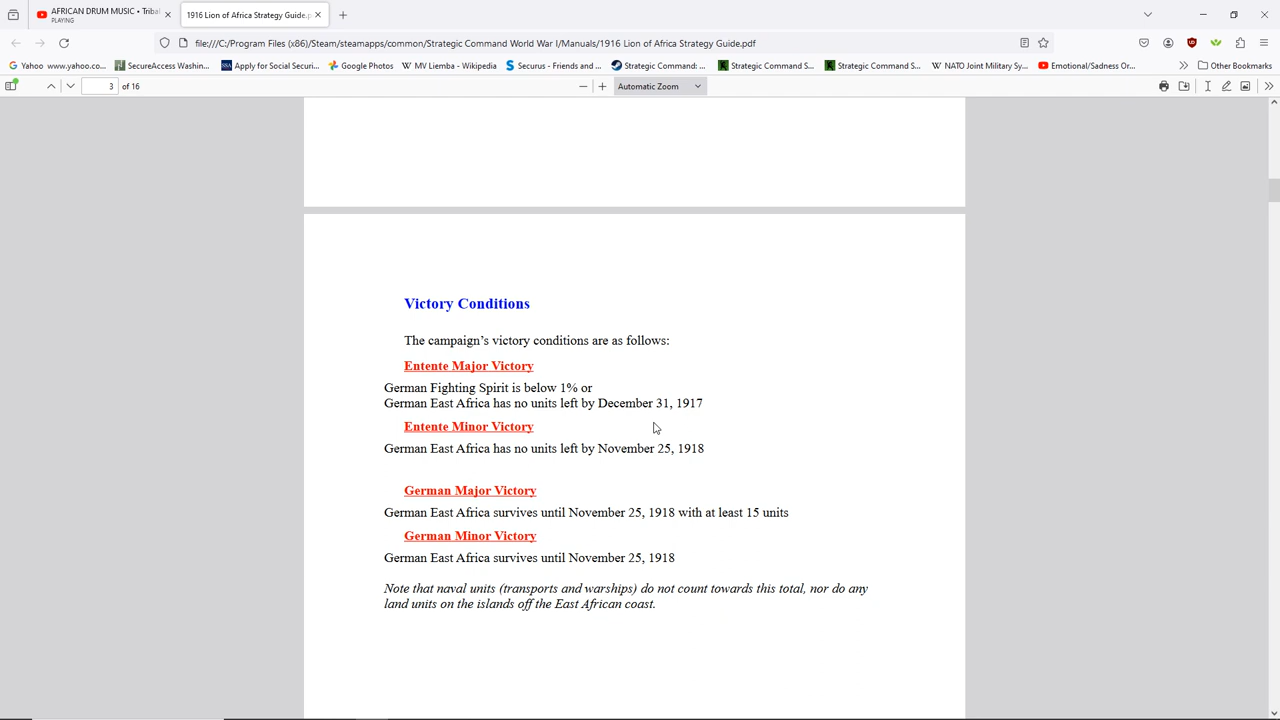 AFRICAN DRUM MUSIC • Tribal
PLAYING
1916 Lion of Africa Strategy Guide.p
file:///C:/Program Files (x86)/Steam/steamapps/common/Strategic Command World War I/Manuals/1916 Lion of Africa Strategy Guide.pdf
Yahoo www.yahoo.co... SecureAccess Washin... Apply for Social Securi... Google Photos MV Liemba - Wikipedia Securus - Friends and ... Strategic Command: ... Strategic Command S... Strategic Command S... NATO Joint Military Sy... Emotional/Sadness Or... Other Bookmarks
3 of 16 Automatic Zoom
Victory Conditions
The campaign's victory conditions are as follows:
Entente Major Victory
German Fighting Spirit is below 1% or
German East Africa has no units left by December 31, 1917
Entente Minor Victory
German East Africa has no units left by November 25, 1918
German Major Victory
German East Africa survives until November 25, 1918 with at least 15 units
German Minor Victory
German East Africa survives until November 25, 1918
Note that naval units (transports and warships) do not count towards this total, nor do any
land units on the islands off the East African coast.